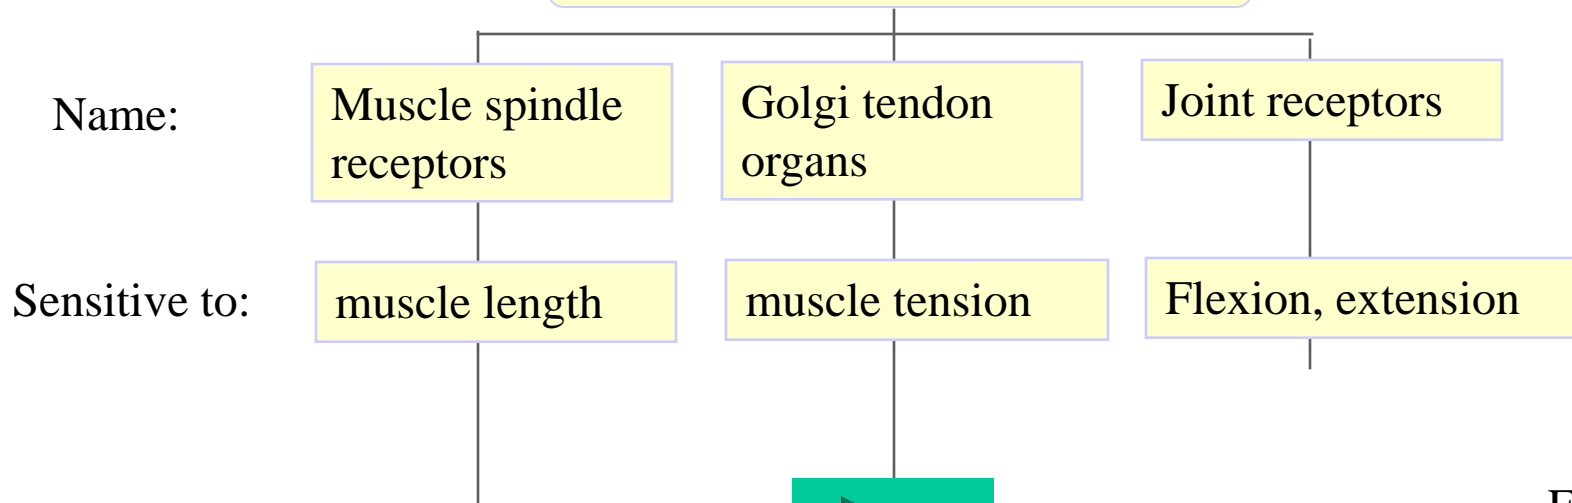 Name:
Muscle spindle
receptors
Golgi tendon
organs
Joint receptors
Sensitive to:
muscle length
muscle tension
Flexion, extension